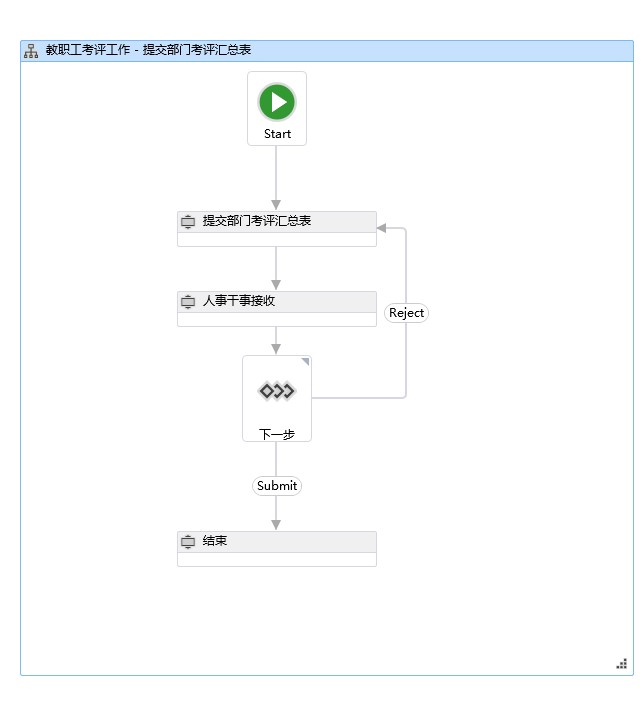 教职工考评工作 - 提交部门考评汇总表
Start
提交部门考评汇总表
人事干事接收
Reject
下一步
Submit
结束